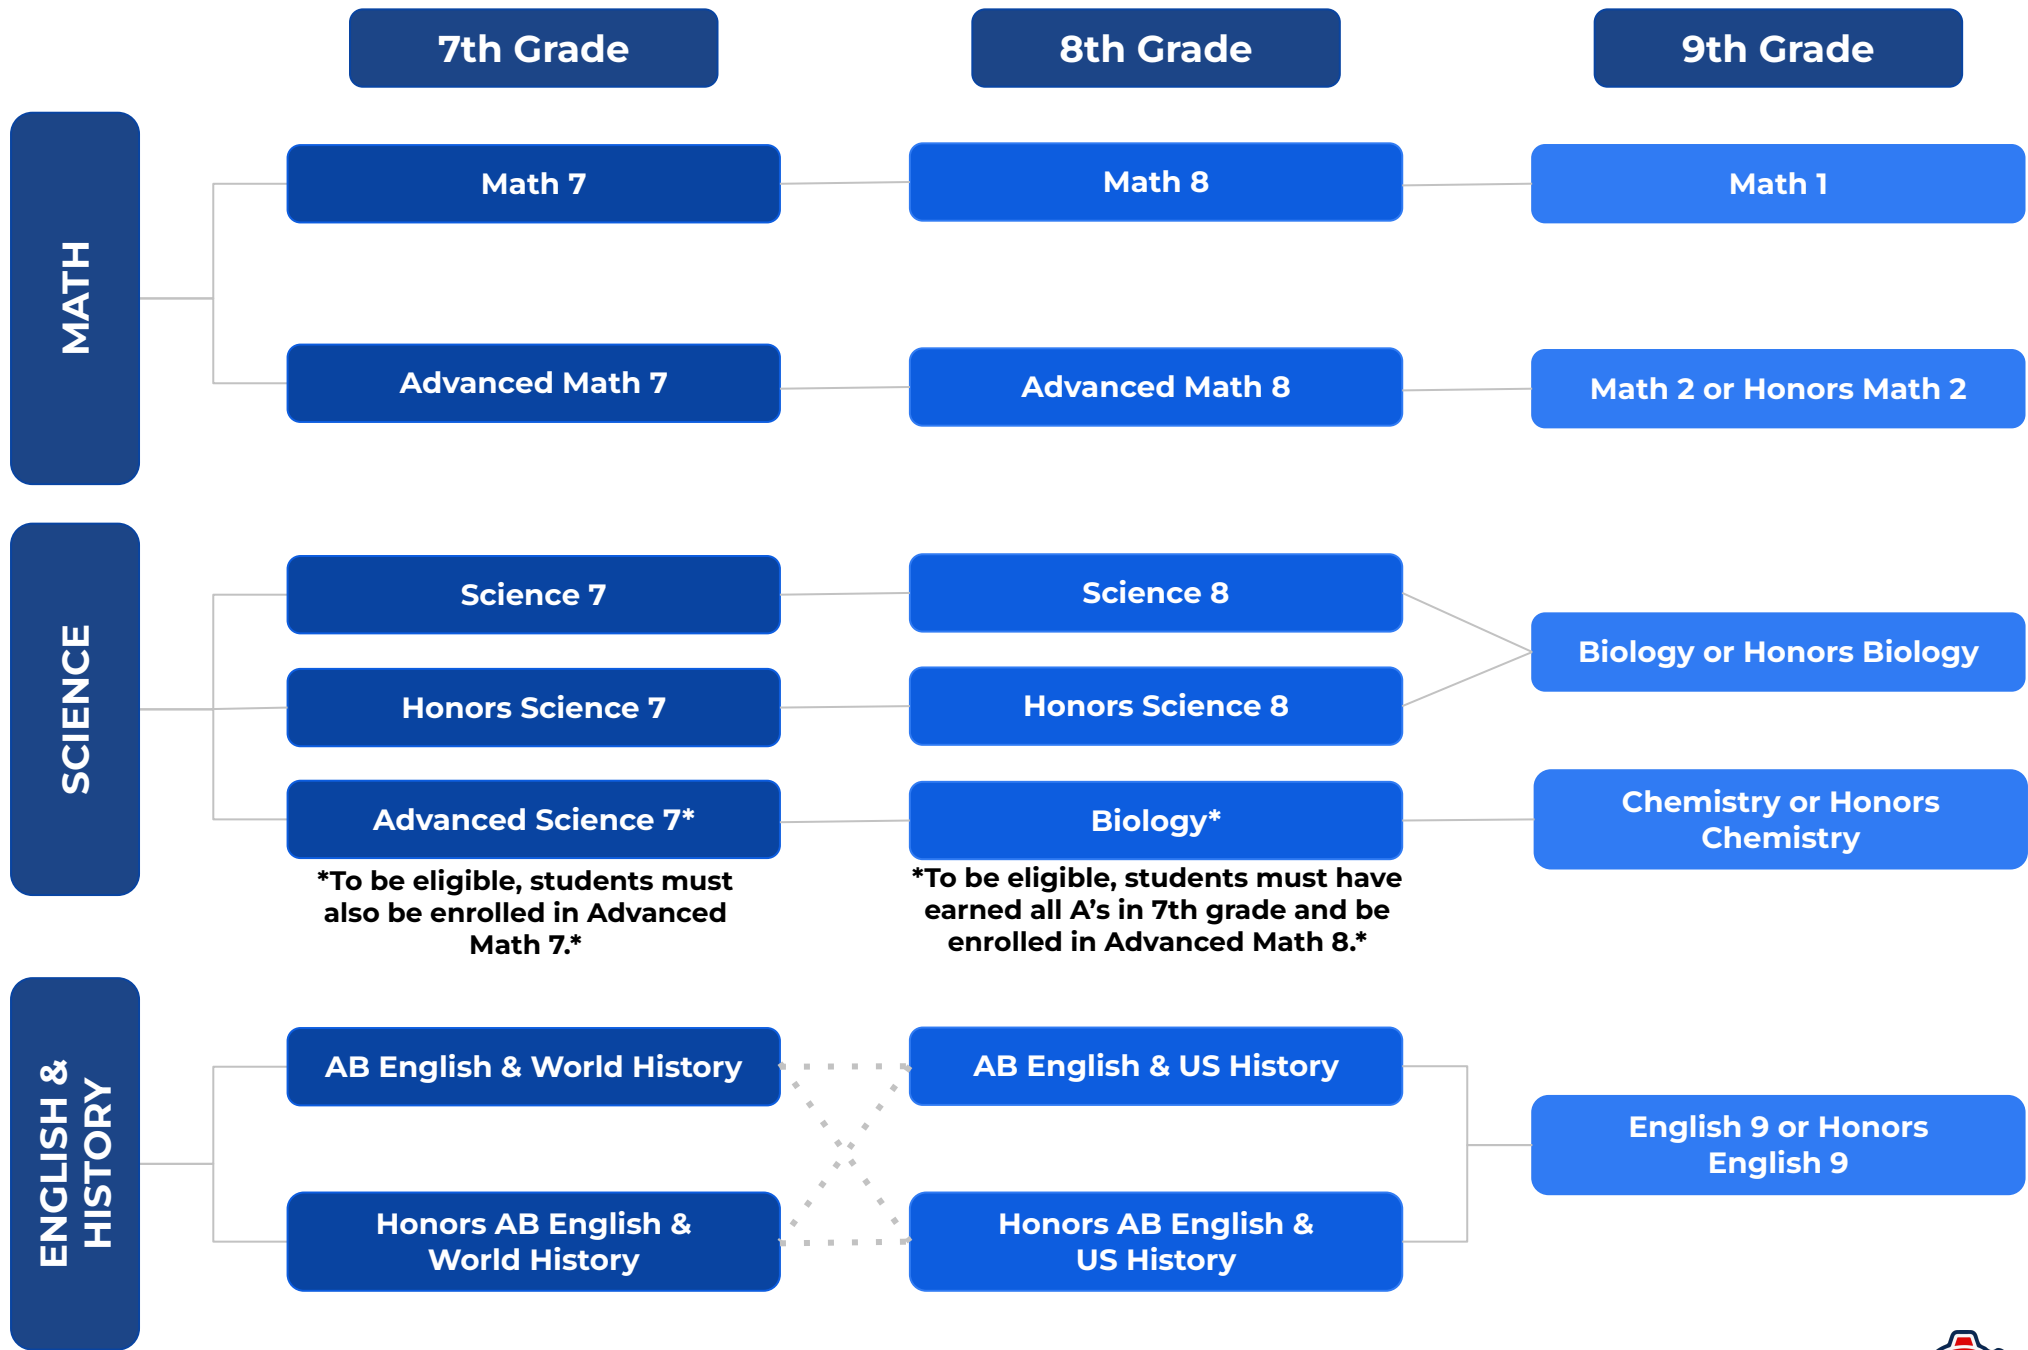 7th Grade
8th Grade
9th Grade
MATH
Math 7
Math 8
Math 1
Advanced Math 7
Advanced Math 8
Math 2 or Honors Math 2
SCIENCE
Science 7
Science 8
Biology or Honors Biology
Honors Science 7
Honors Science 8
Advanced Science 7*
*To be eligible, students must
also be enrolled in Advanced
Math 7.*
Biology*
*To be eligible, students must have
earned all A’s in 7th grade and be
enrolled in Advanced Math 8.*
Chemistry or Honors
Chemistry
ENGLISH &
HISTORY
AB English & World History
AB English & US History
English 9 or Honors
English 9
Honors AB English &
World History
Honors AB English &
US History